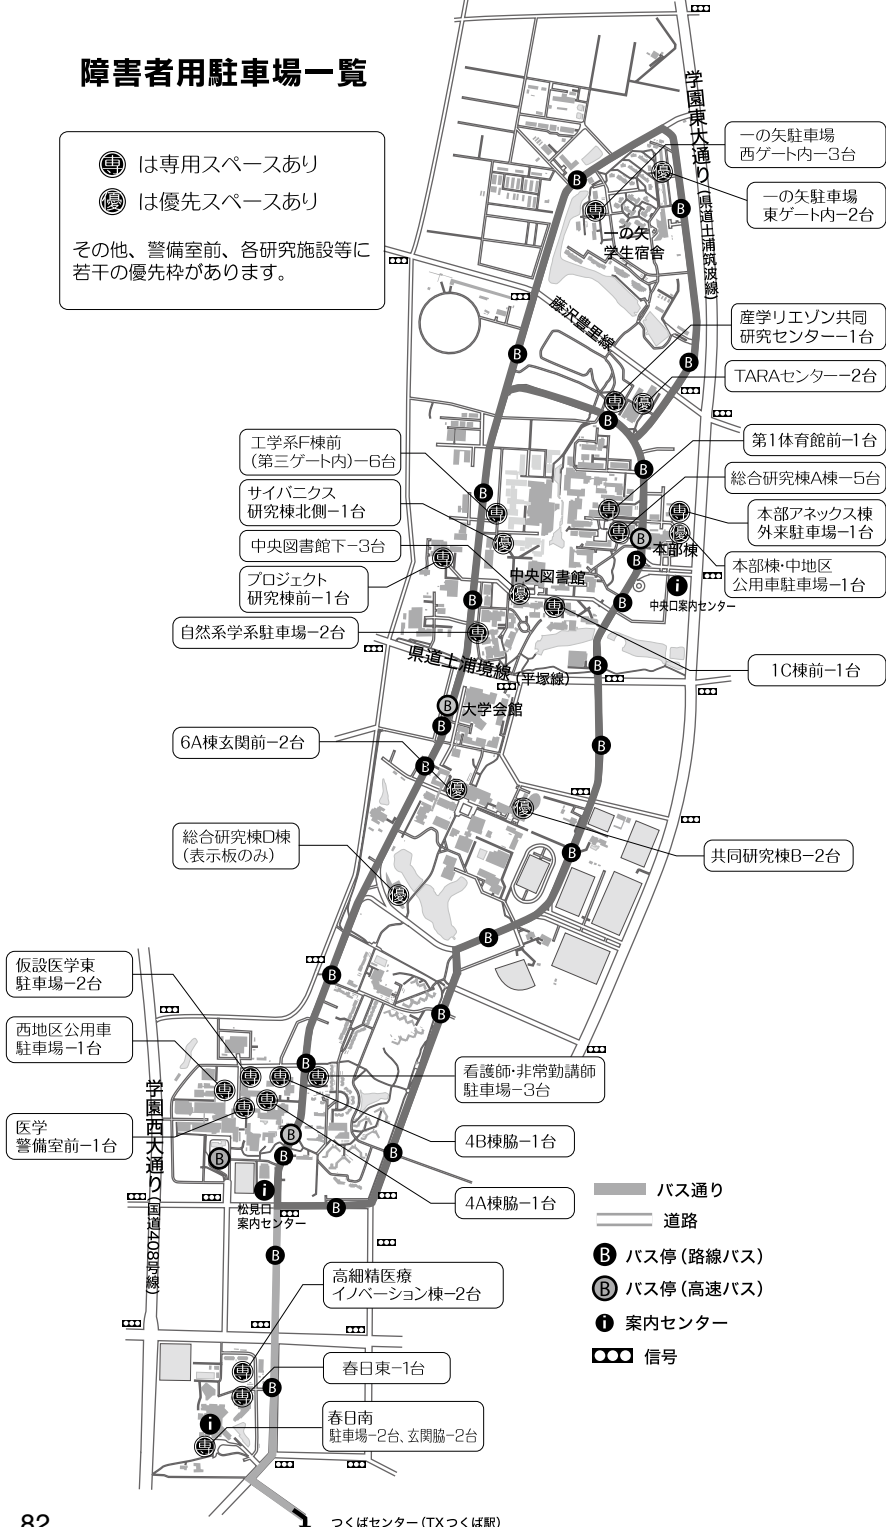 障害者用駐車場一覧
専 は専用スペースあり
優 は優先スペースあり
その他、警備室前、各研究施設等に
若干の優先枠があります。
学園東大通り(県道土浦筑波線)
一の矢駐車場
西ゲート内−3台
一の矢駐車場
東ゲート内−2台
一の矢
学生宿舎
藤沢豊里線
産学リエゾン共同
研究センター−1台
TARAセンター−2台
工学系F棟前
(第三ゲート内)−6台
第1体育館前−1台
サイバニクス
研究棟北側−1台
総合研究棟A棟−5台
本部アネックス棟
外来駐車場−1台
中央図書館下−3台
本部棟
本部棟・中地区
公用車駐車場−1台
プロジェクト
研究棟前−1台
中央図書館
中央口案内センター
自然系学系駐車場−2台
県道土浦境線(平塚線)
1C棟前−1台
大学会館
6A棟玄関前−2台
総合研究棟D棟
(表示板のみ)
共同研究棟B−2台
仮設医学東
駐車場−2台
西地区公用車
駐車場−1台
看護師・非常勤講師
駐車場−3台
学園西大通り(国道408号線)
医学
警備室前−1台
4B棟脇−1台
4A棟脇−1台
松見口
案内センター
バス通り
道路
B バス停(路線バス)
B バス停(高速バス)
i 案内センター
信号
高細精医療
イノベーション棟−2台
春日東−1台
春日南
駐車場−2台、玄関脇−2台
82
つくばセンター(TXつくば駅)